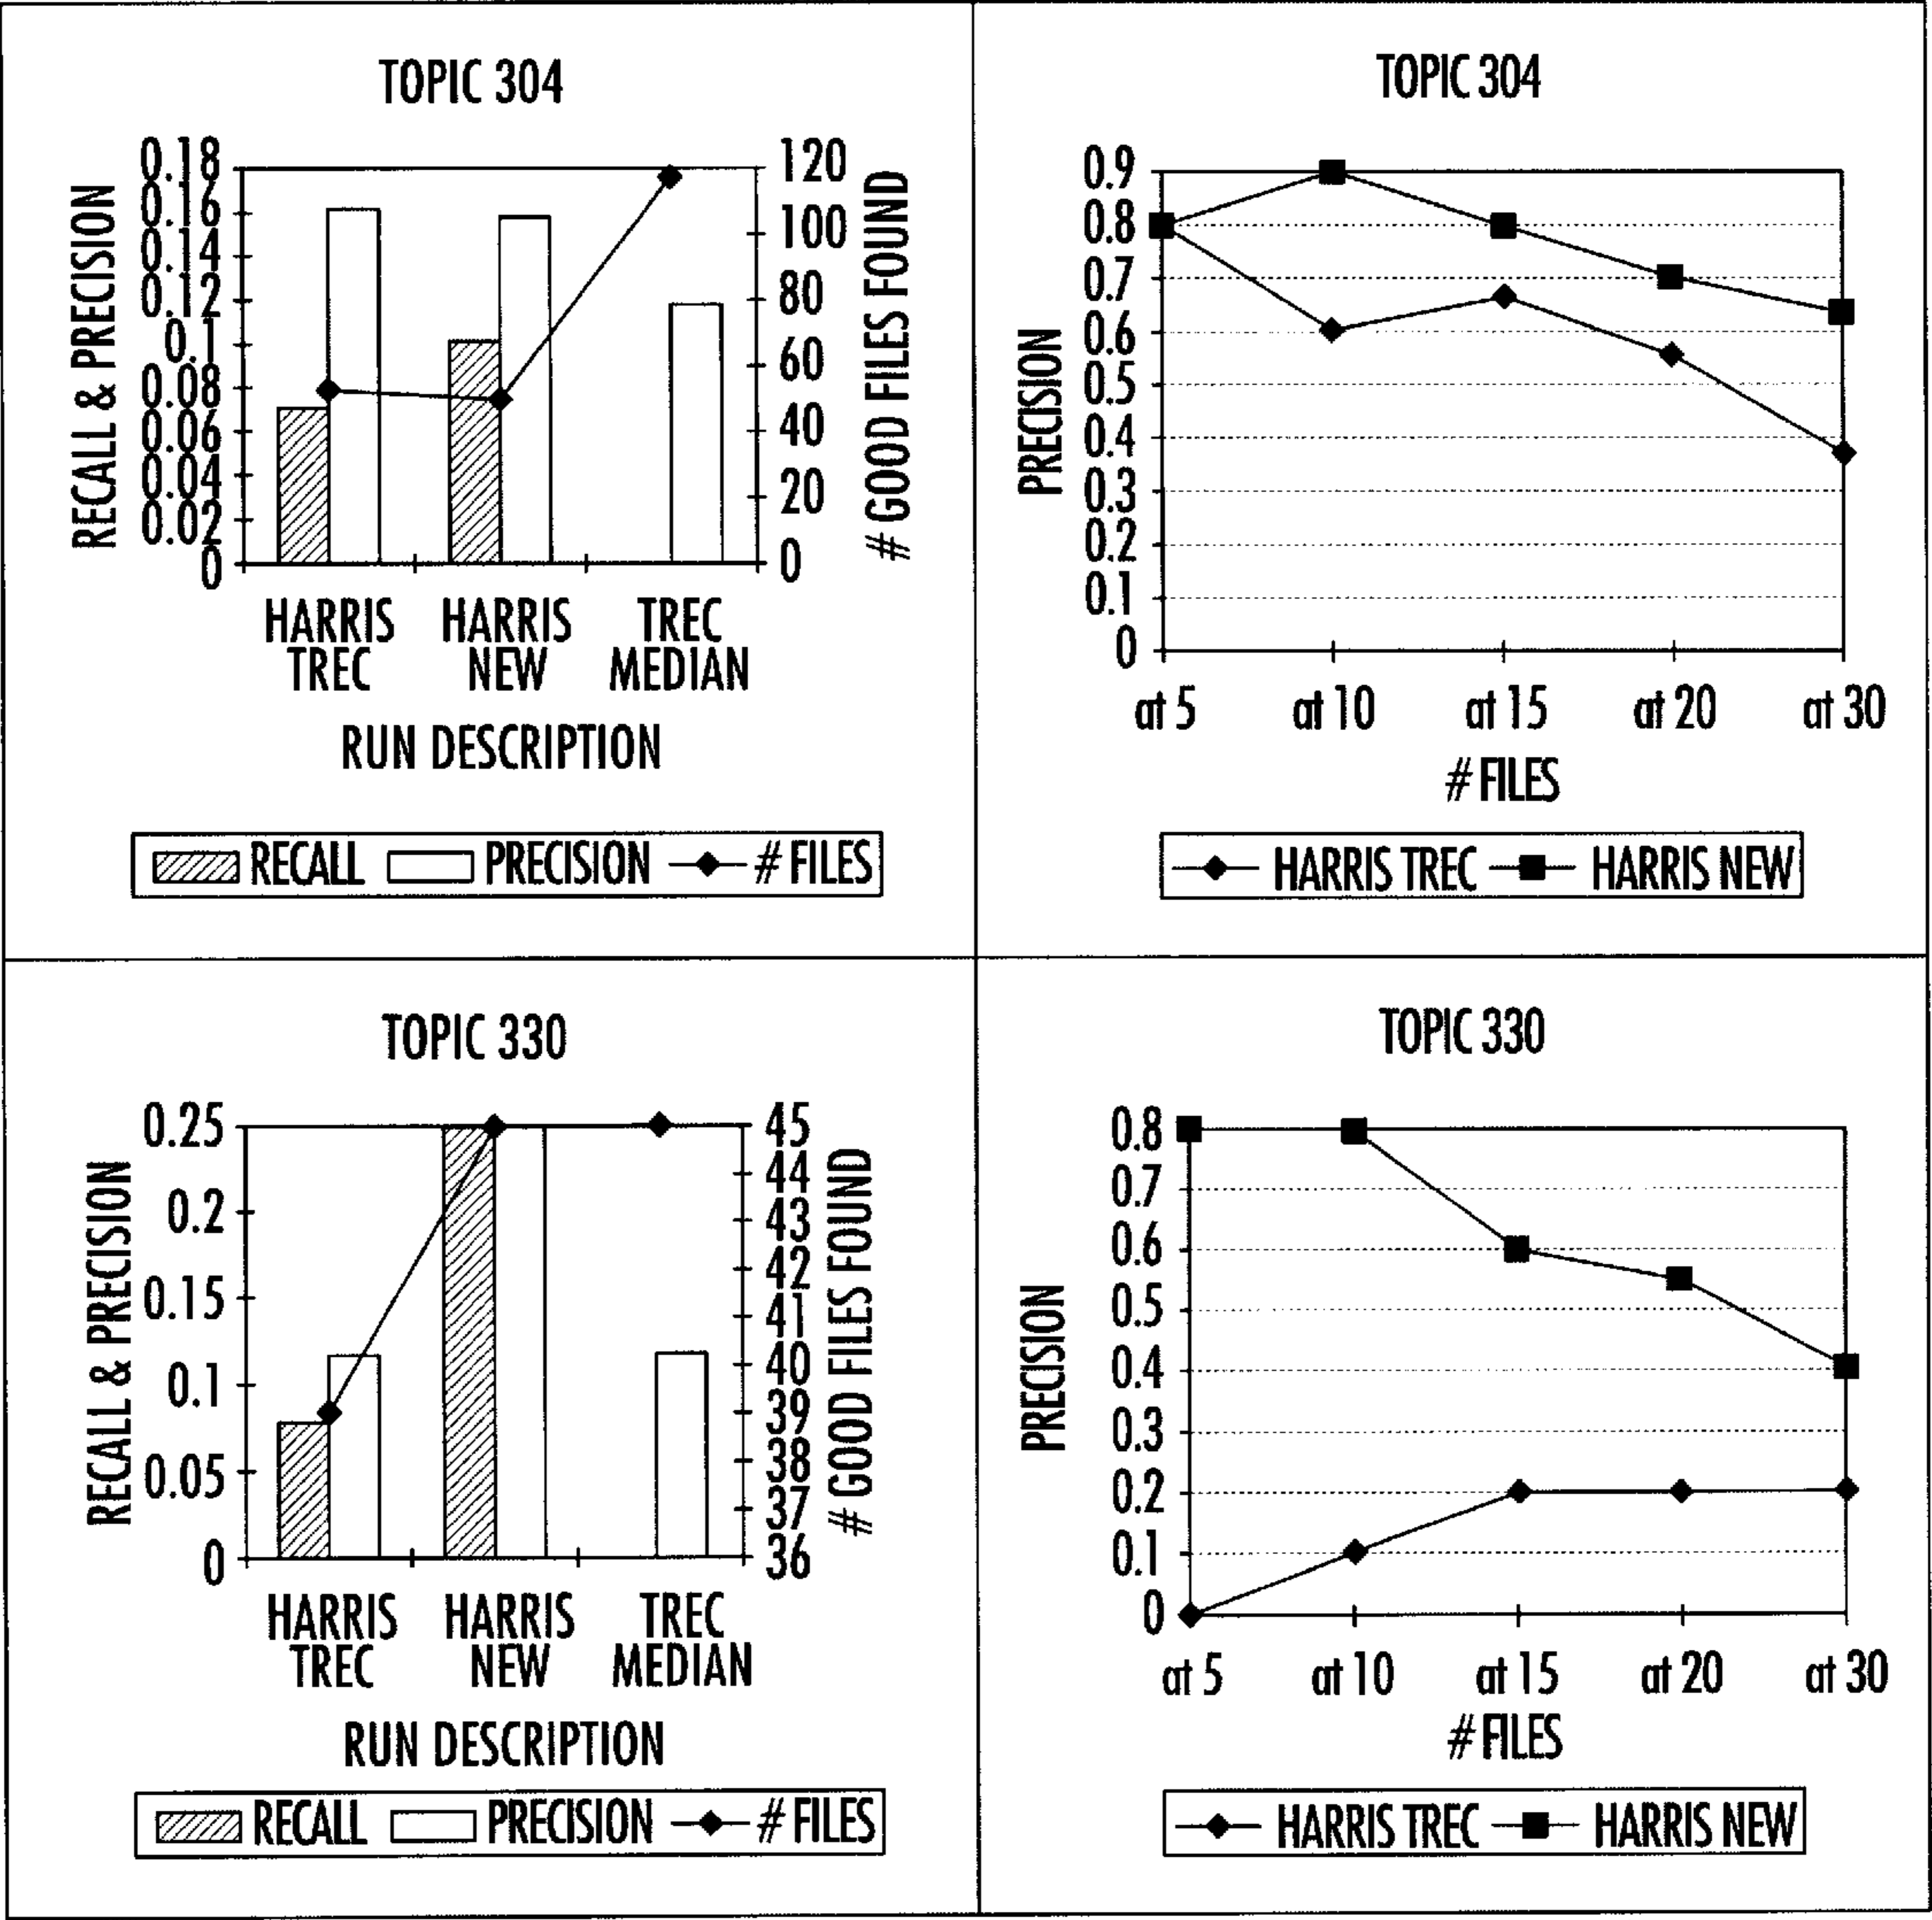 TOPIC 304
RECALL & PRECISION
0.18
0.16
0.14
0.12
0.1
0.08
0.06
0.04
0.02
0
120
100
80
60
40
20
0
# GOOD FILES FOUND
HARRIS TREC
HARRIS NEW
TREC MEDIAN
RUN DESCRIPTION
RECALL PRECISION # FILES
TOPIC 304
PRECISION
0.9
0.8
0.7
0.6
0.5
0.4
0.3
0.2
0.1
0
at 5 at 10 at 15 at 20 at 30
# FILES
HARRIS TREC HARRIS NEW
TOPIC 330
RECALL & PRECISION
0.25
0.2
0.15
0.1
0.05
0
45
44
43
42
41
40
39
38
37
36
# GOOD FILES FOUND
HARRIS TREC
HARRIS NEW
TREC MEDIAN
RUN DESCRIPTION
RECALL PRECISION # FILES
TOPIC 330
PRECISION
0.8
0.7
0.6
0.5
0.4
0.3
0.2
0.1
0
at 5 at 10 at 15 at 20 at 30
# FILES
HARRIS TREC HARRIS NEW